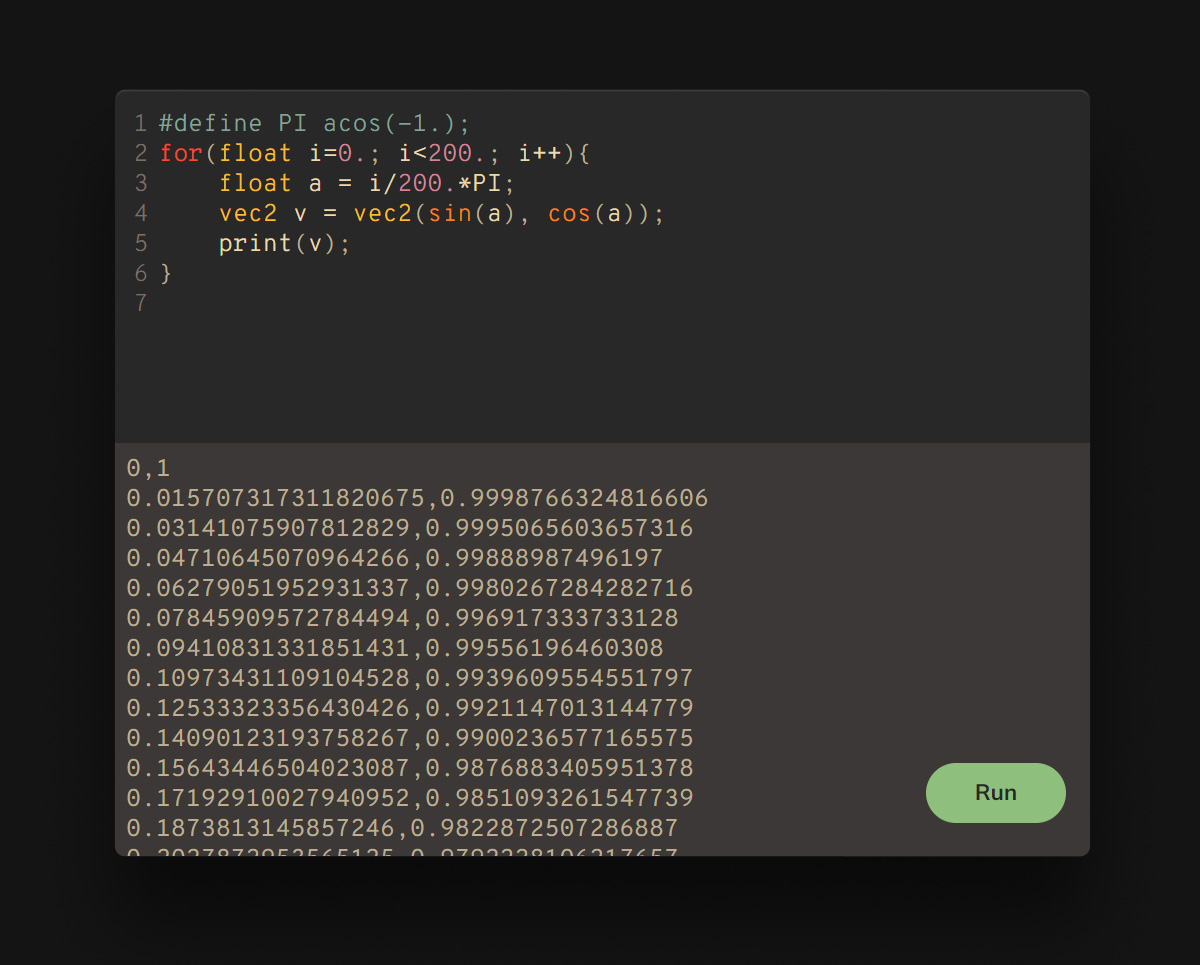 1 #define PI acos(-1.);
2 for(float i=0.; i<200.; i++){
3     float a = i/200.*PI;
4     vec2 v = vec2(sin(a), cos(a));
5     print(v);
6 }
7
0,1
0.015707317311820675,0.9998766324816606
0.03141075907812829,0.9995065603657316
0.04710645070964266,0.998889874961​97
0.06279051952931337,0.9980267284282716
0.07845909572784494,0.996917333733128
0.09410831331851431,0.99556196460308
0.10973431109104528,0.9939609554551797
0.12533323356430426,0.9921147013144779
0.14090123193758267,0.9900236577165575
0.15643446504023087,0.9876883405951378
0.17192910027940952,0.9851093261547739
0.1873813145857246,0.9822872507286887
Run